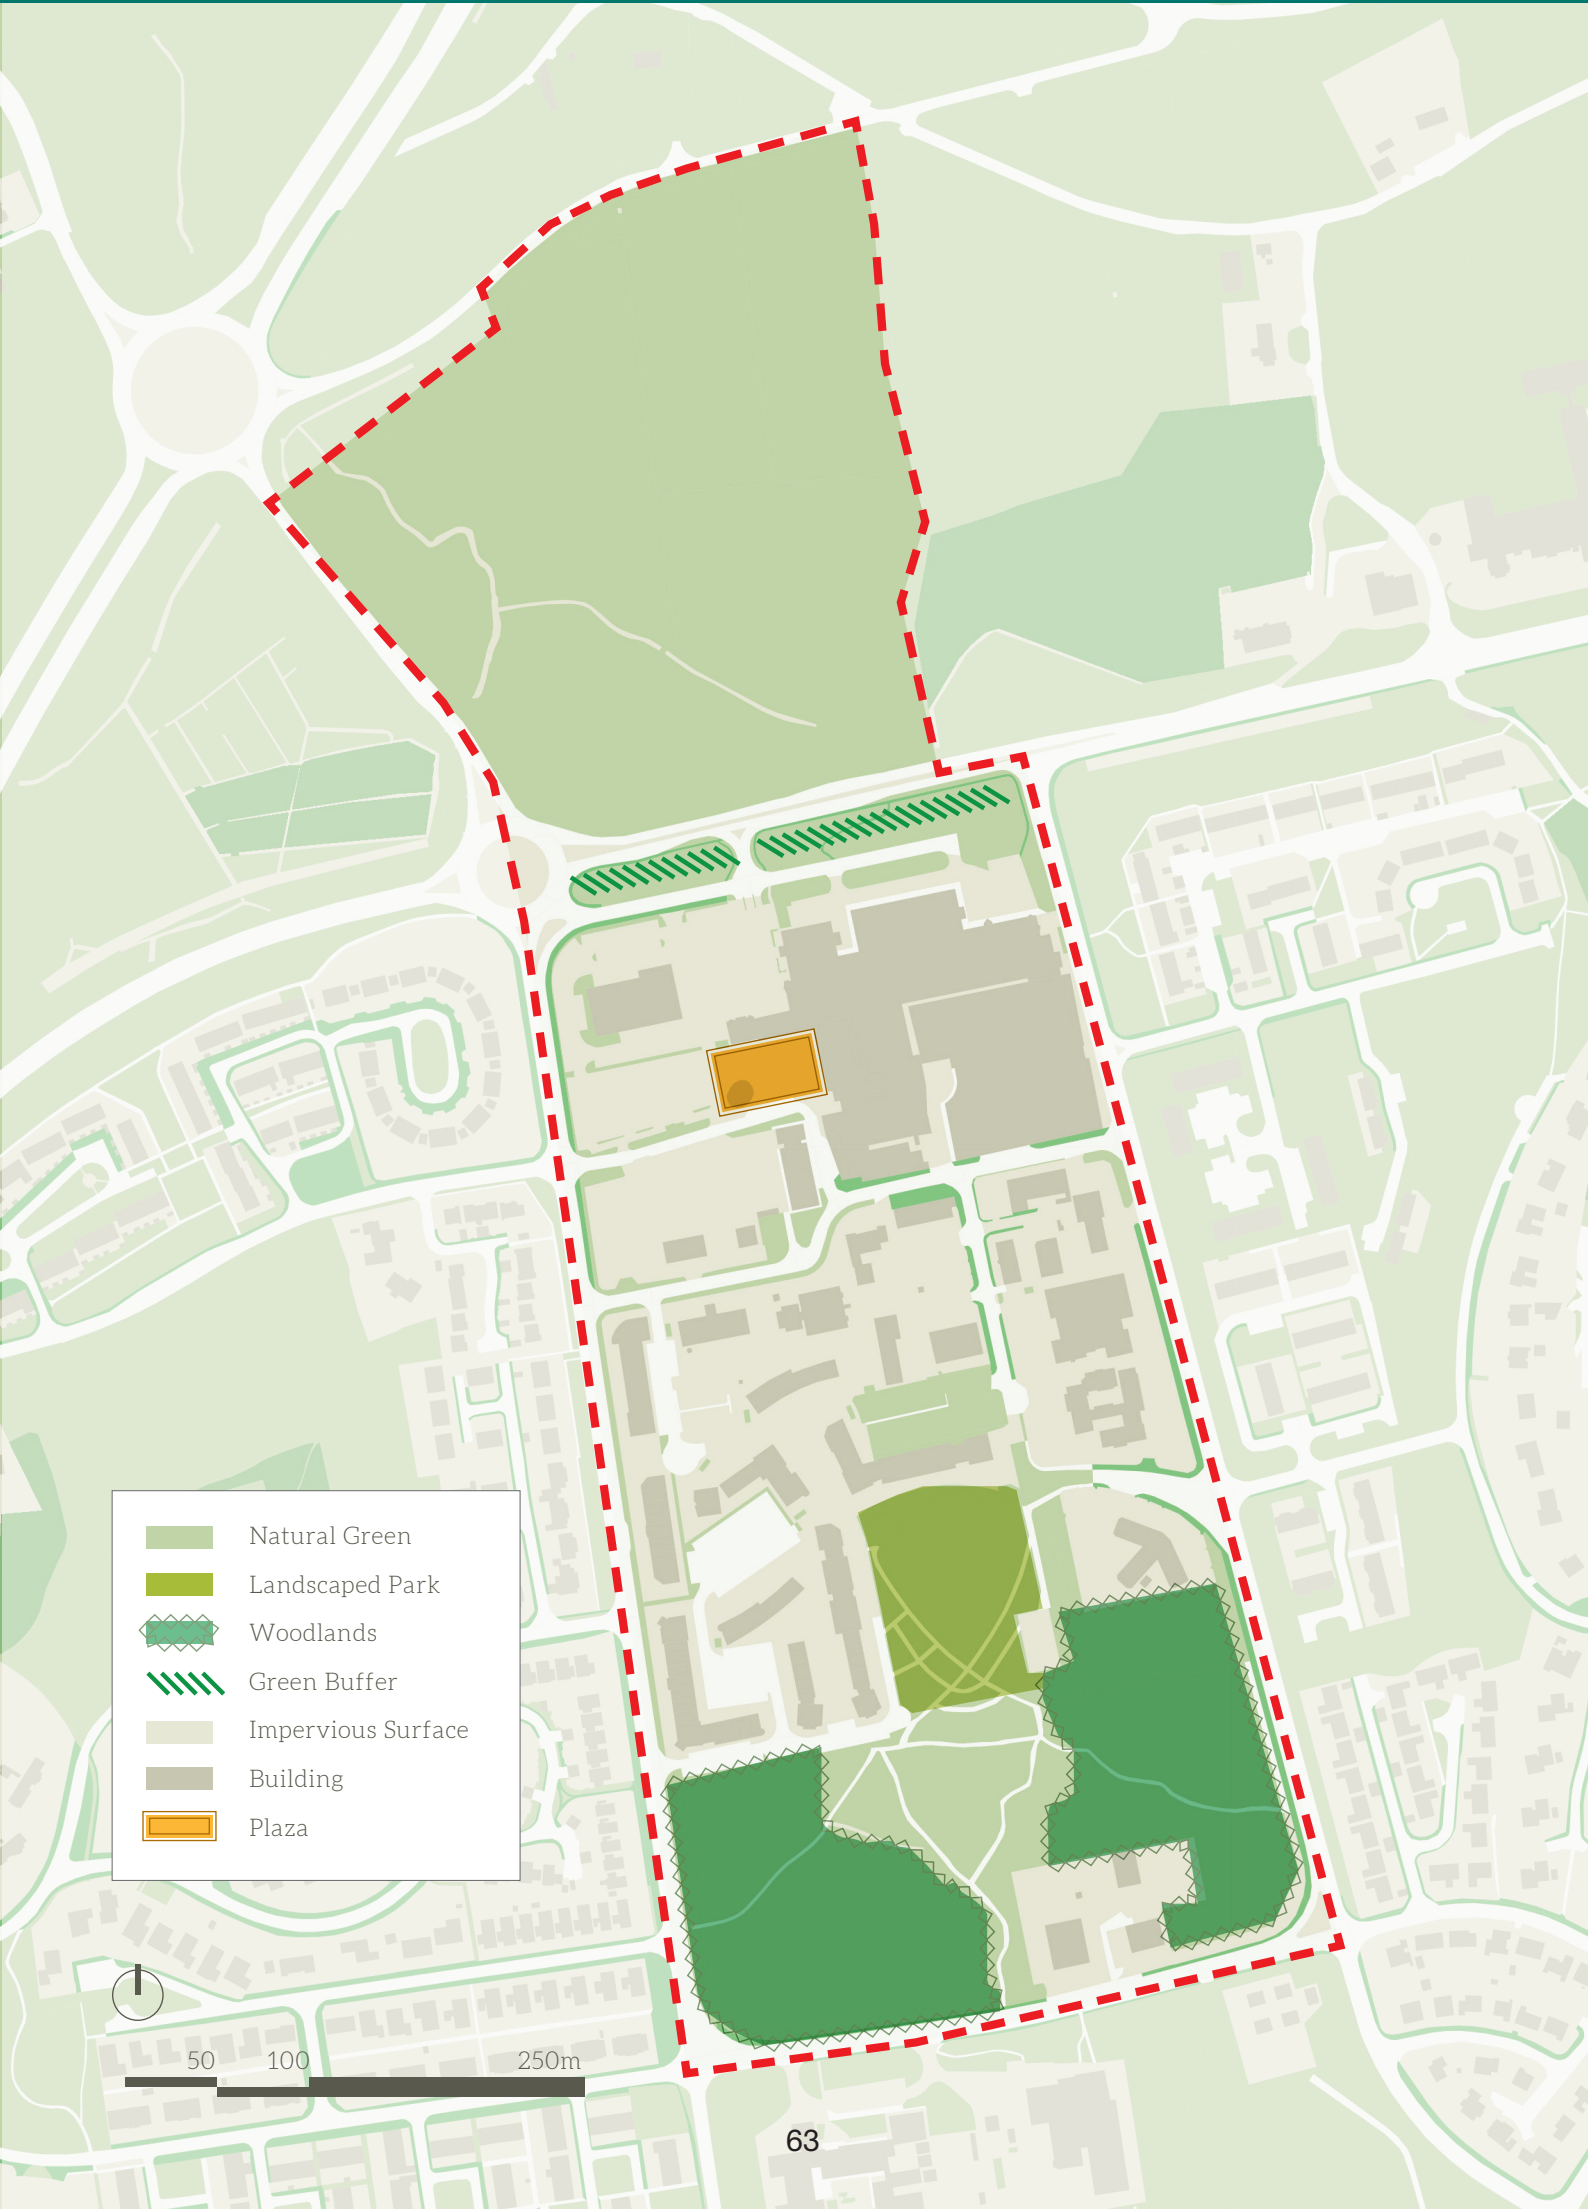 Natural Green
Landscaped Park
Woodlands
Green Buffer
Impervious Surface
Building
Plaza
50 100 250m
63